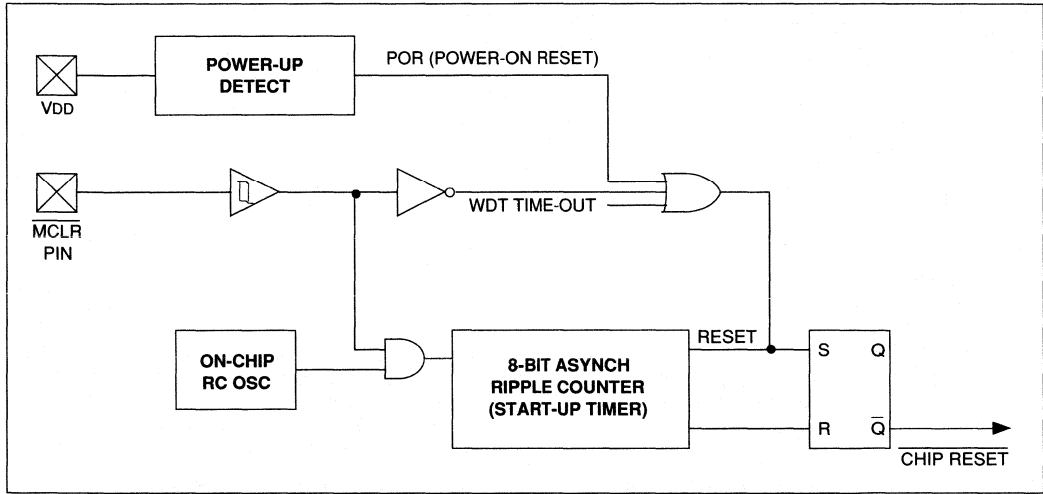 POWER-UP
DETECT
POR (POWER-ON RESET)
VDD
MCLR
PIN
WDT TIME-OUT
ON-CHIP
RC OSC
8-BIT ASYNCH
RIPPLE COUNTER
(START-UP TIMER)
RESET
S Q
R Q̅
CHIP RESET